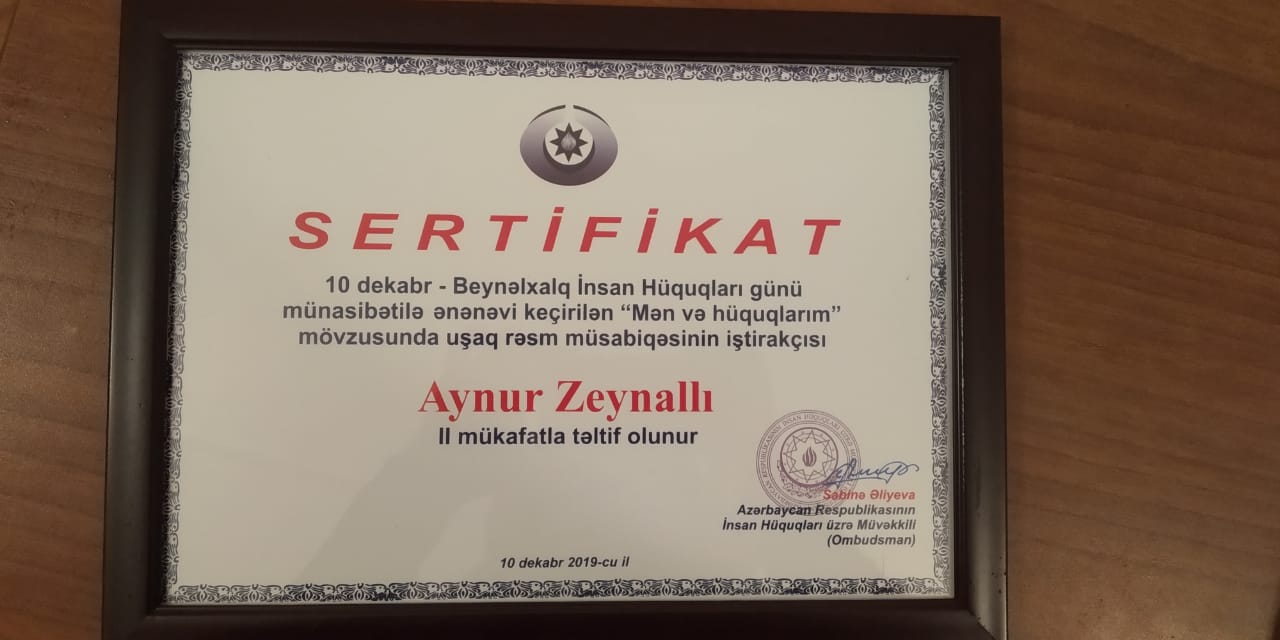 SERTİFİKAT
10 dekabr - Beynəlxalq İnsan Hüquqları günü
münasibətilə ənənəvi keçirilən “Mən və hüquqlarım”
mövzusunda uşaq rəsm müsabiqəsinin iştirakçısı
Aynur Zeynallı
II mükafatla təltif olunur
Səbinə Əliyeva
Azərbaycan Respublikasının
İnsan Hüquqları üzrə Müvəkkili
(Ombudsman)
10 dekabr 2019-cu il